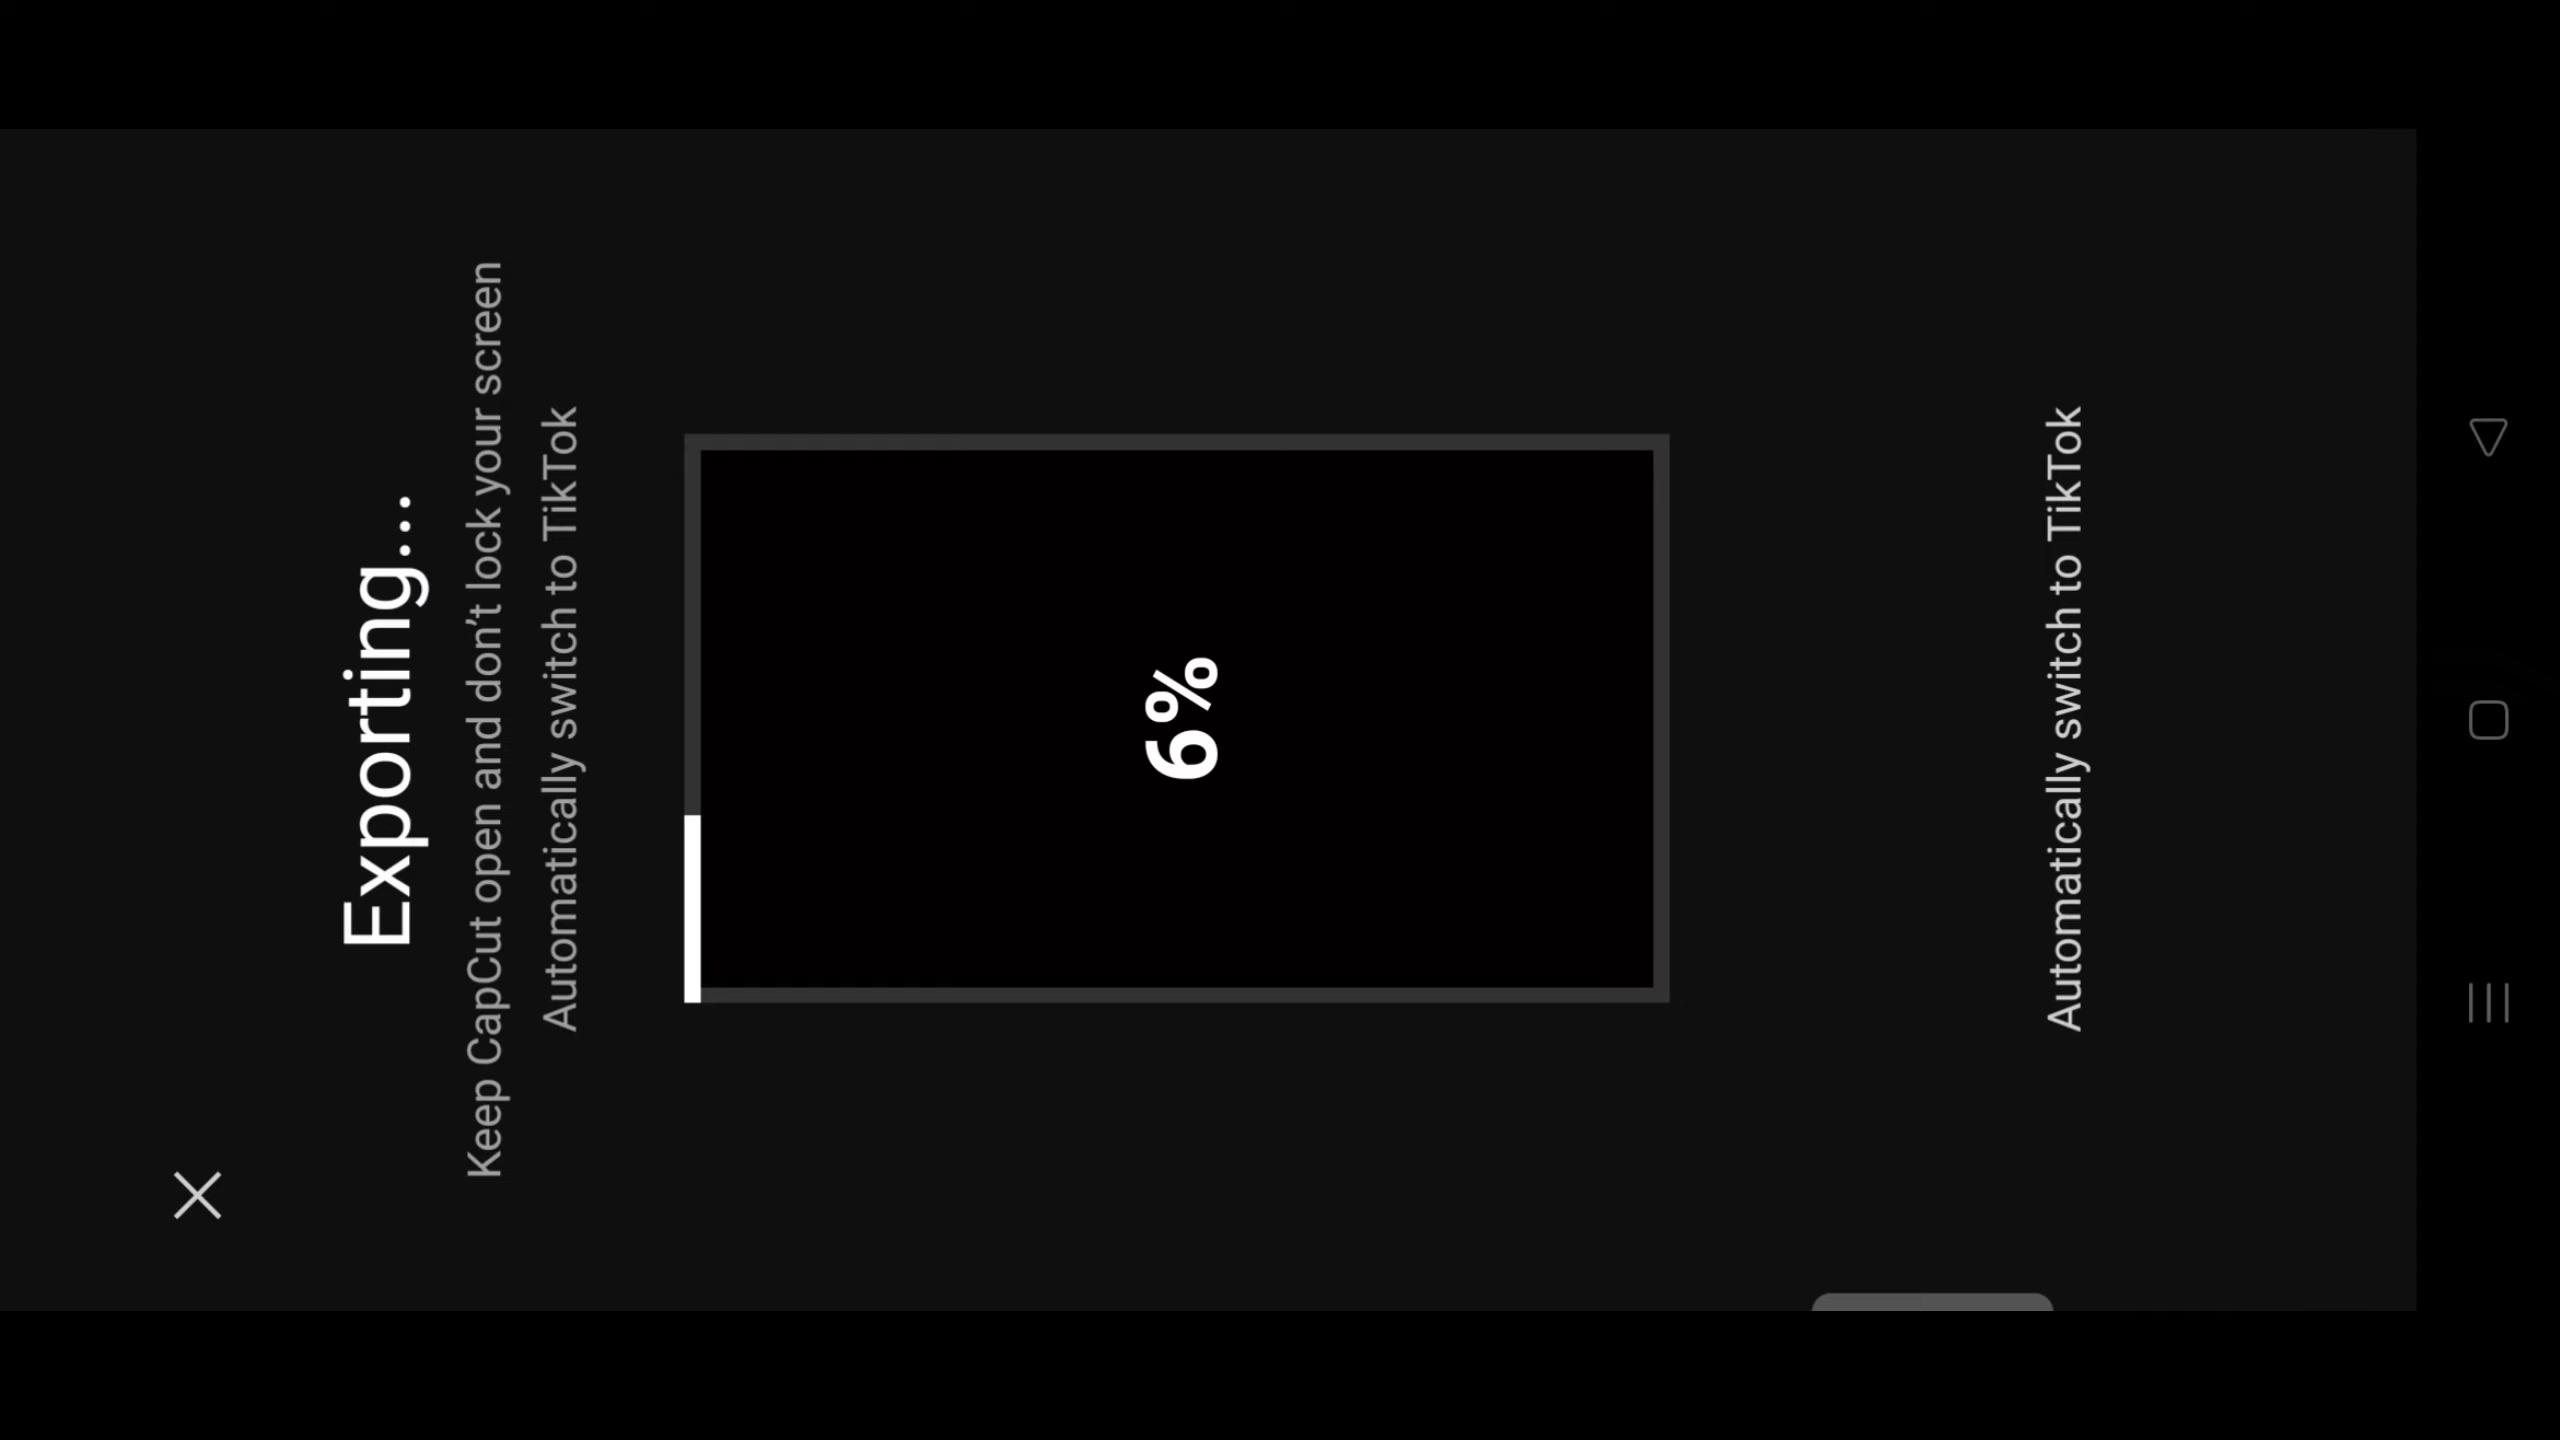 Exporting...
Keep CapCut open and don't lock your screen
Automatically switch to TikTok
6%
Automatically switch to TikTok